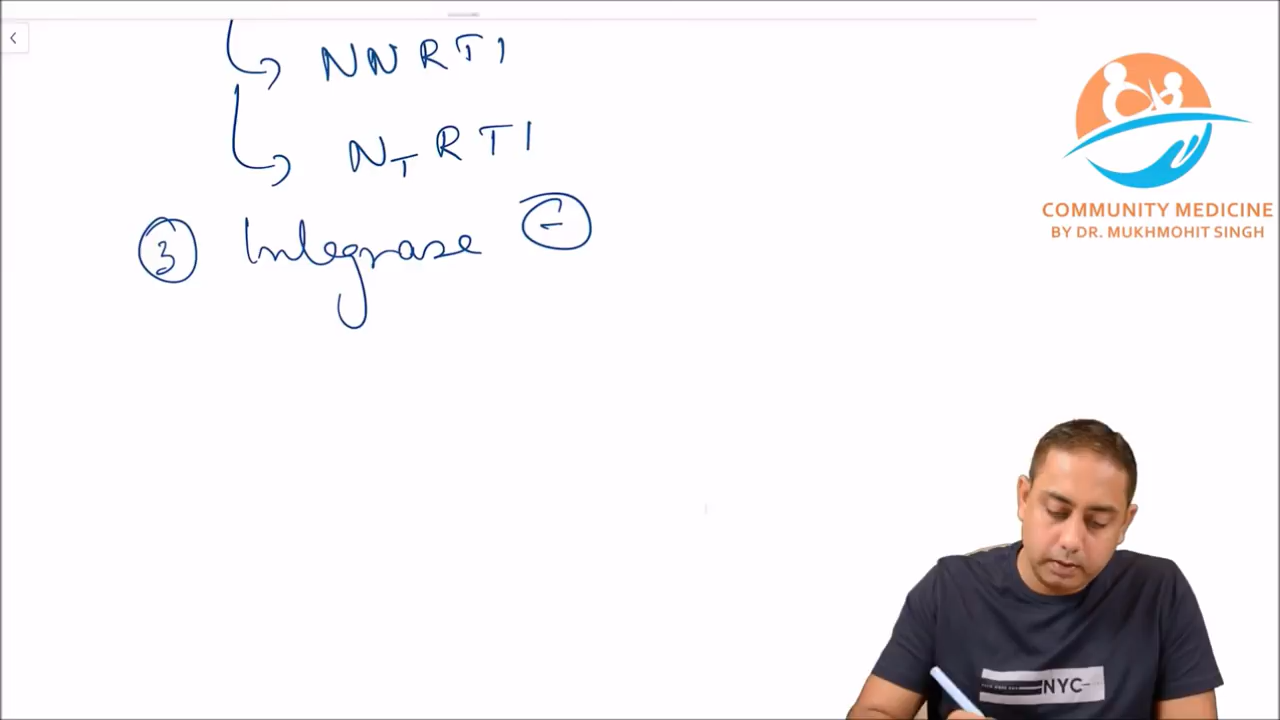 NNRTI
NTRTI
3 Integrase -
COMMUNITY MEDICINE
BY DR. MUKHMOHIT SINGH
NYC